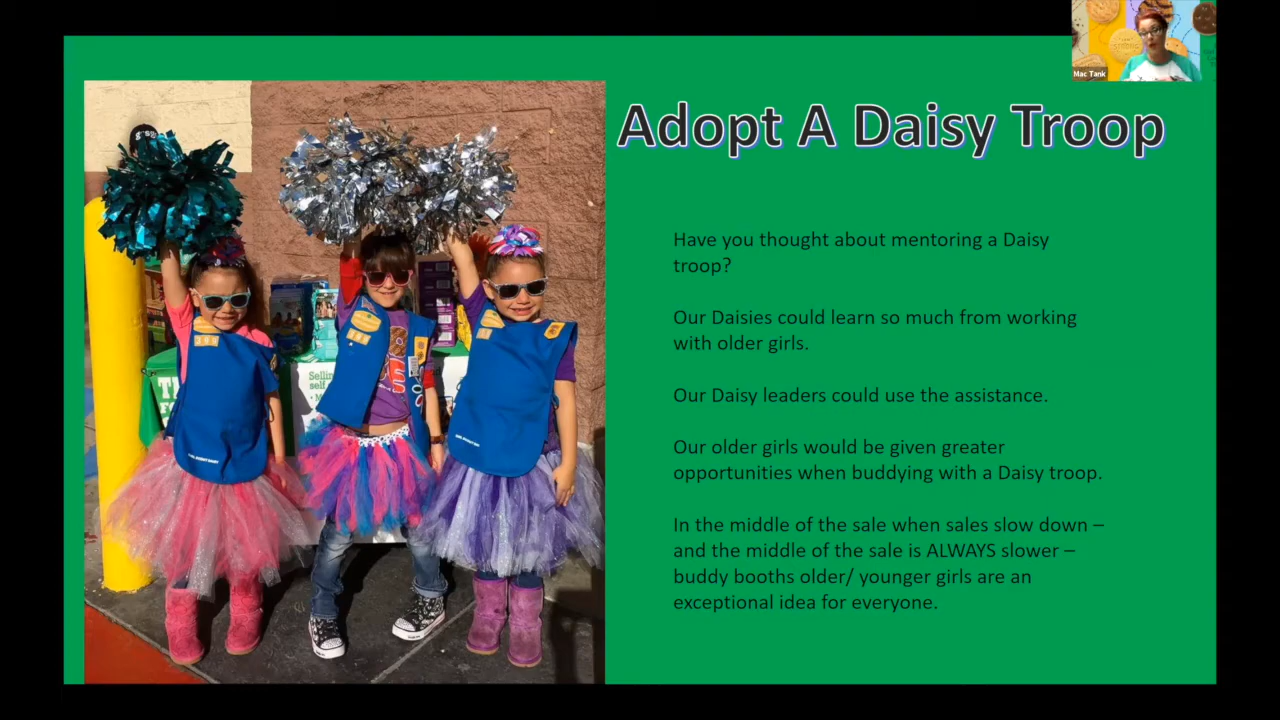 Mac Tank
Adopt A Daisy Troop
Have you thought about mentoring a Daisy
troop?
Our Daisies could learn so much from working
with older girls.
Our Daisy leaders could use the assistance.
Our older girls would be given greater
opportunities when buddying with a Daisy troop.
In the middle of the sale when sales slow down –
and the middle of the sale is ALWAYS slower –
buddy booths older/ younger girls are an
exceptional idea for everyone.
Sellin
self